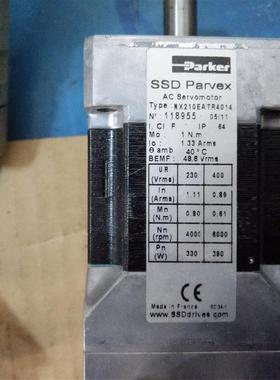 Parker
SSD Parvex
AC Servomotor
Type: NX210EATR4014
N° 118955 05/11
I. Cl F IP 64
Mo : 1 N.m
Io : 1.33 Arms
θ amb 40°C
BEMF: 48.6 Vrms
UR (Vrms) 230 400
In (Arms) 1.11 0.89
Mn (N.m) 0.80 0.61
Nn (rpm) 4000 6000
Pn (W) 330 380
CE
Made in France
www.SSDdrives.com